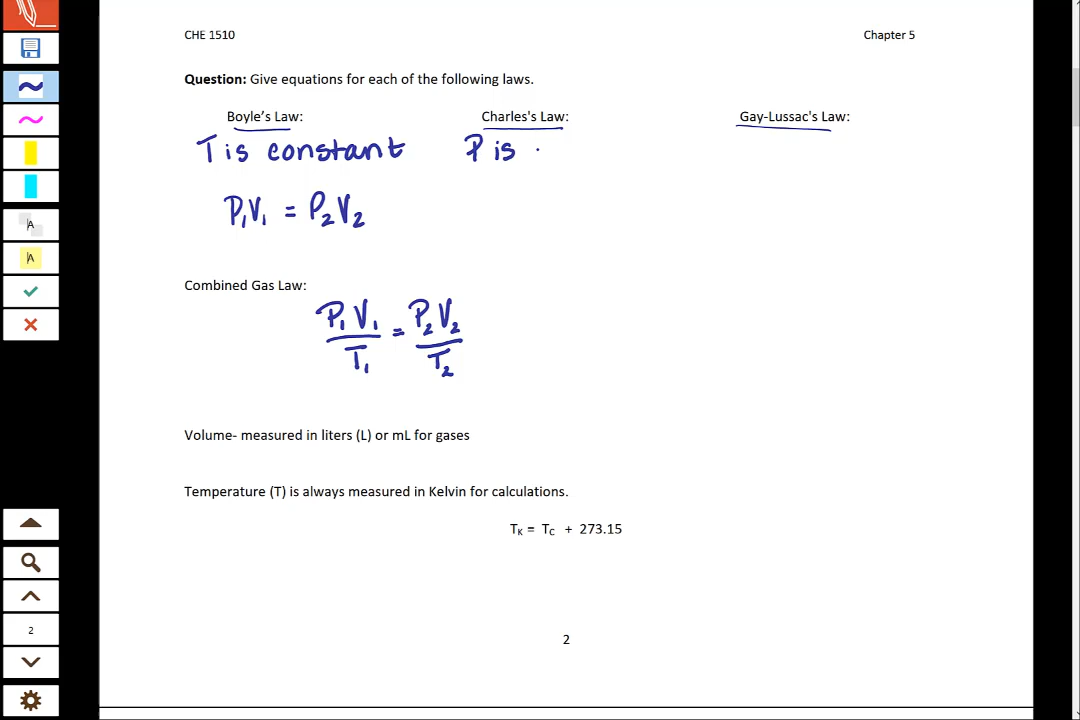 CHE 1510 Chapter 5
Question: Give equations for each of the following laws.
Boyle's Law: Charles's Law: Gay-Lussac's Law:
T is constant P is
P₁V₁ = P₂V₂
Combined Gas Law:
P₁V₁ / T₁ = P₂V₂ / T₂
Volume- measured in liters (L) or mL for gases
Temperature (T) is always measured in Kelvin for calculations.
T_K = T_C + 273.15
2
A
A
2